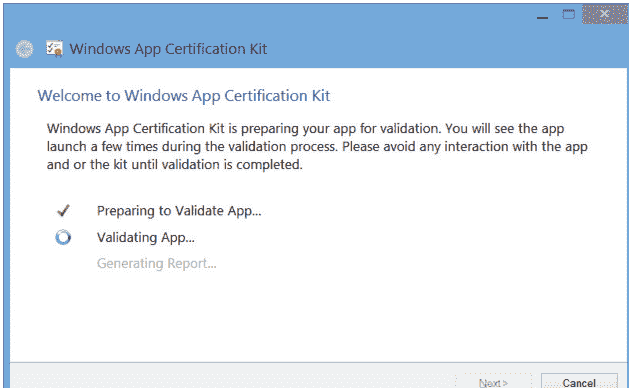 Windows App Certification Kit
Welcome to Windows App Certification Kit
Windows App Certification Kit is preparing your app for validation. You will see the app
launch a few times during the validation process. Please avoid any interaction with the app
and or the kit until validation is completed.
Preparing to Validate App...
Validating App...
Generating Report...
Next >
Cancel